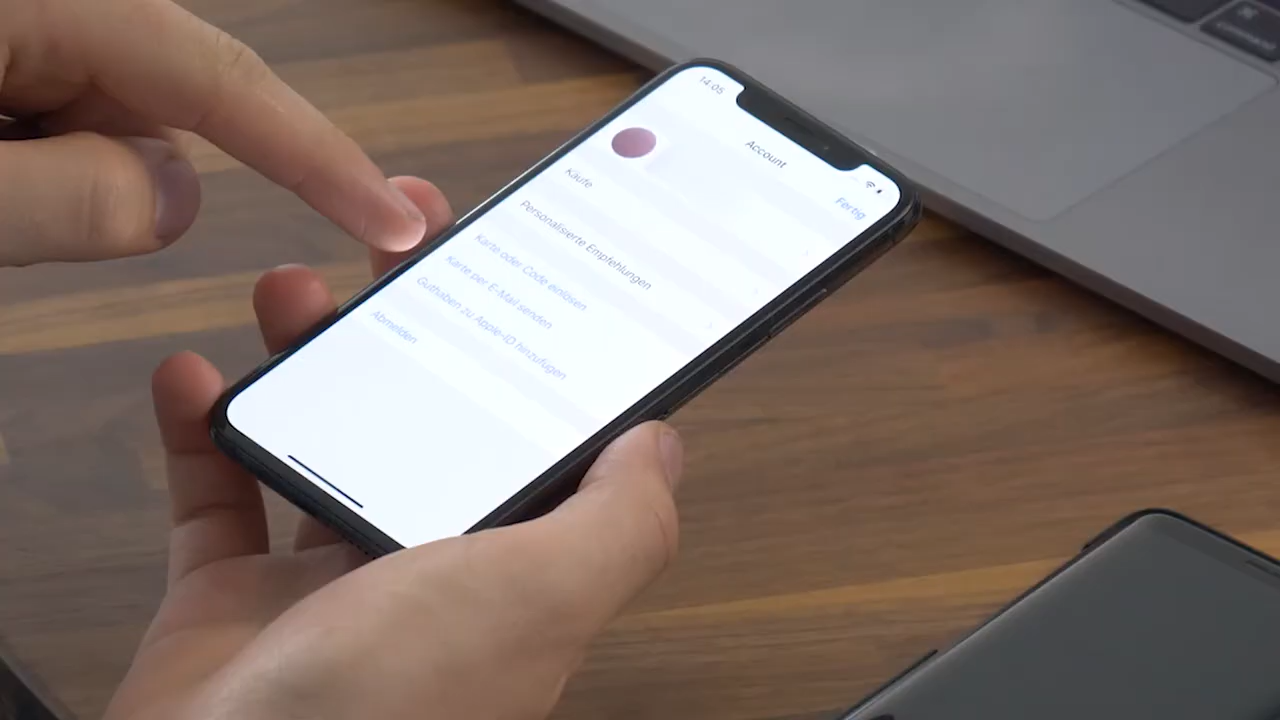 14:05
Account
Fertig
Käufe
Personalisierte Empfehlungen
Karte oder Code einlösen
Karte per E-Mail senden
Guthaben zu Apple-ID hinzufügen
Abmelden
⌘
command